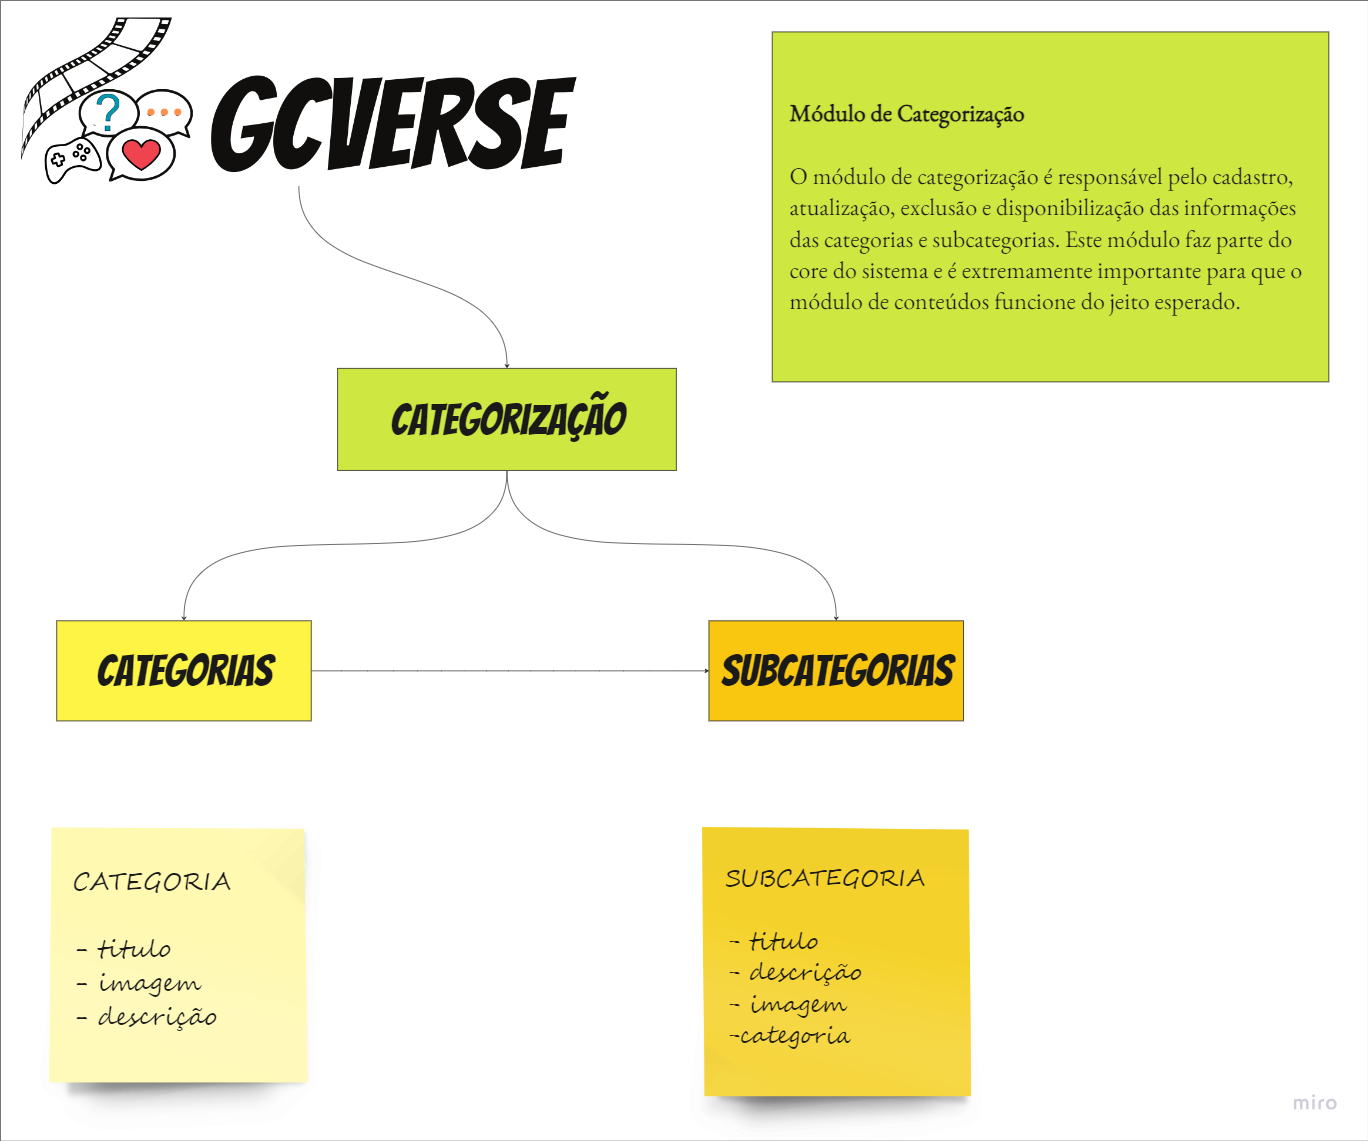 GCVERSE
Módulo de Categorização
O módulo de categorização é responsável pelo cadastro,
atualização, exclusão e disponibilização das informações
das categorias e subcategorias. Este módulo faz parte do
core do sistema e é extremamente importante para que o
módulo de conteúdos funcione do jeito esperado.
CATEGORIZAÇÃO
CATEGORIAS
SUBCATEGORIAS
CATEGORIA
- titulo
- imagem
- descrição
SUBCATEGORIA
- titulo
- descrição
- imagem
-categoria
miro